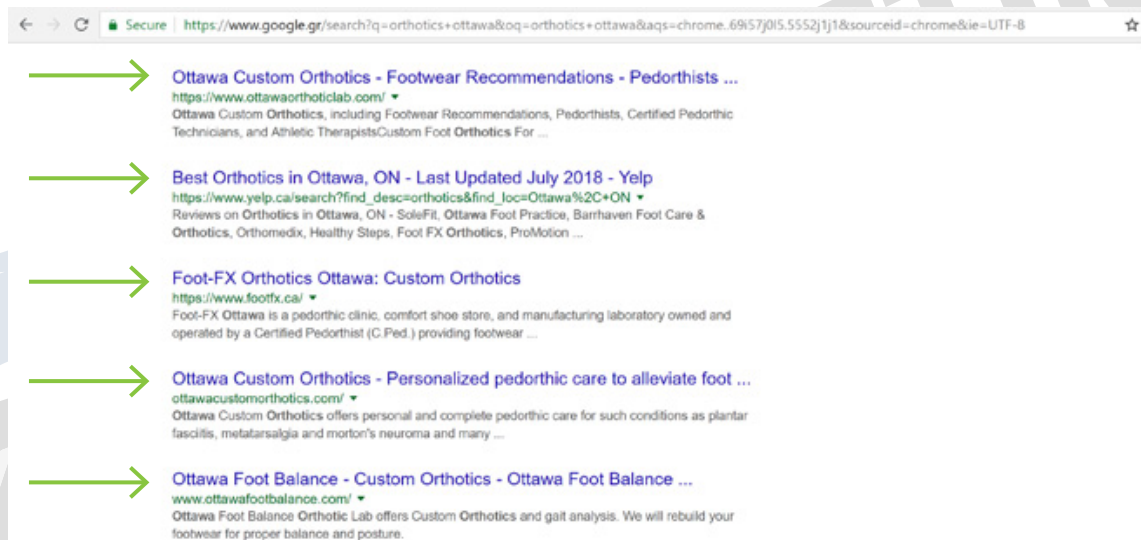 Secure https://www.google.gr/search?q=orthotics+ottawa&oq=orthotics+ottawa&aqs=chrome..69i57j0l5.5552j1j1&sourceid=chrome&ie=UTF-8
Ottawa Custom Orthotics - Footwear Recommendations - Pedorthists ...
https://www.ottawaorthoticlab.com/
Ottawa Custom Orthotics, including Footwear Recommendations, Pedorthists, Certified Pedorthic
Technicians, and Athletic TherapistsCustom Foot Orthotics For ...
Best Orthotics in Ottawa, ON - Last Updated July 2018 - Yelp
https://www.yelp.ca/search?find_desc=orthotics&find_loc=Ottawa%2C+ON
Reviews on Orthotics in Ottawa, ON - SoleFit, Ottawa Foot Practice, Barrhaven Foot Care &
Orthotics, Orthomedix, Healthy Steps, Foot FX Orthotics, ProMotion ...
Foot-FX Orthotics Ottawa: Custom Orthotics
https://www.footfx.ca/
Foot-FX Ottawa is a pedorthic clinic, comfort shoe store, and manufacturing laboratory owned and
operated by a Certified Pedorthist (C.Ped.) providing footwear ...
Ottawa Custom Orthotics - Personalized pedorthic care to alleviate foot ...
ottawacustomorthotics.com/
Ottawa Custom Orthotics offers personal and complete pedorthic care for such conditions as plantar
fasciitis, metatarsalgia and morton's neuroma and many ...
Ottawa Foot Balance - Custom Orthotics - Ottawa Foot Balance ...
www.ottawafootbalance.com/
Ottawa Foot Balance Orthotic Lab offers Custom Orthotics and gait analysis. We will rebuild your
footwear for proper balance and posture.